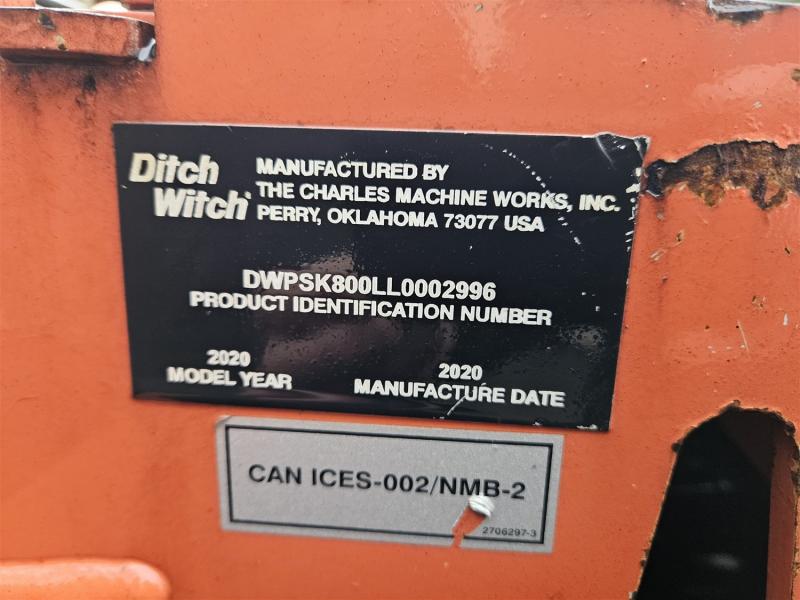 Ditch
Witch®
MANUFACTURED BY
THE CHARLES MACHINE WORKS, INC.
PERRY, OKLAHOMA 73077 USA
DWPSK800LL0002996
PRODUCT IDENTIFICATION NUMBER
2020
MODEL YEAR
2020
MANUFACTURE DATE
CAN ICES-002/NMB-2
2706297-3